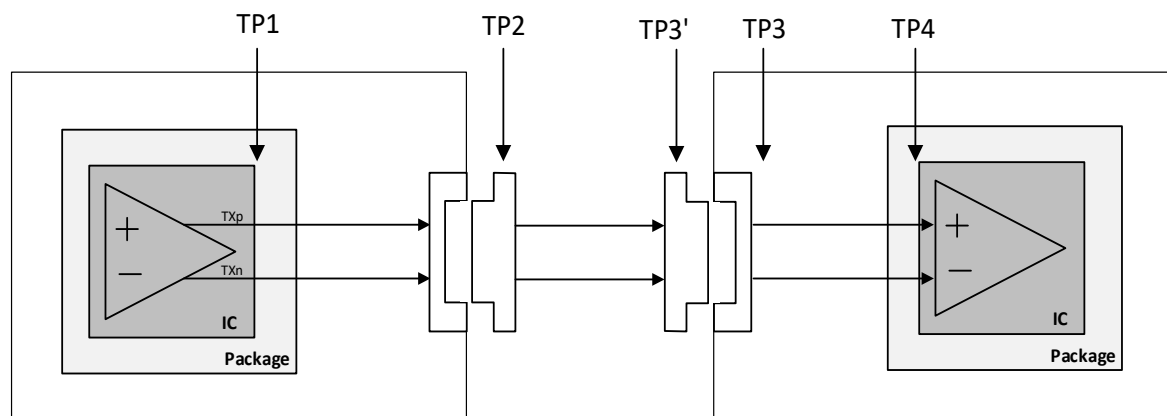 TP1 TP2 TP3' TP3 TP4
TXp
+ +
− −
TXn
IC IC
Package Package